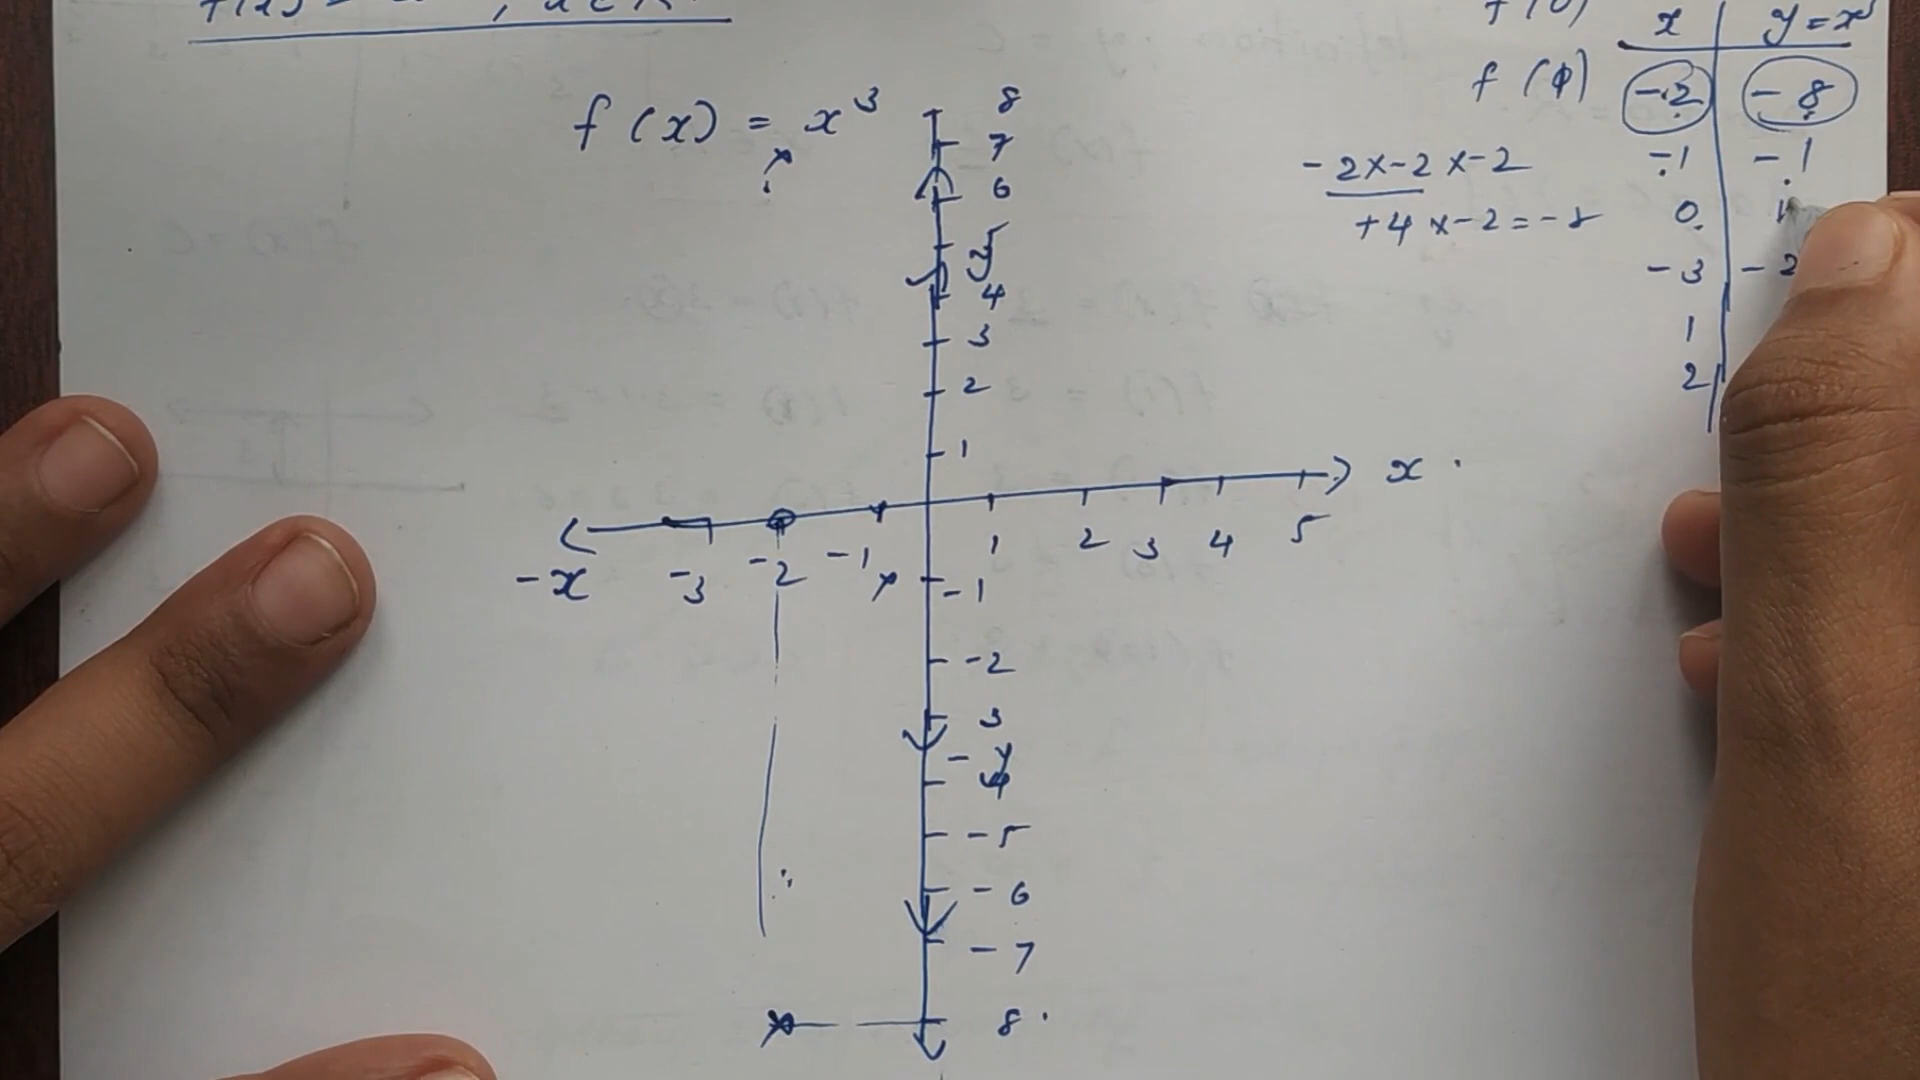 f(x) = x³
x y = x³
f (
-2 -8
-1 -1
0
-3 - 2
1
2
-2 x -2 x -2
+4 x -2 = -8
8
7
6
5
y
4
3
2
1
-x -3 -2 -1 1 2 3 4 5 x
-1
-2
3
-y
4
-5
-6
-7
8